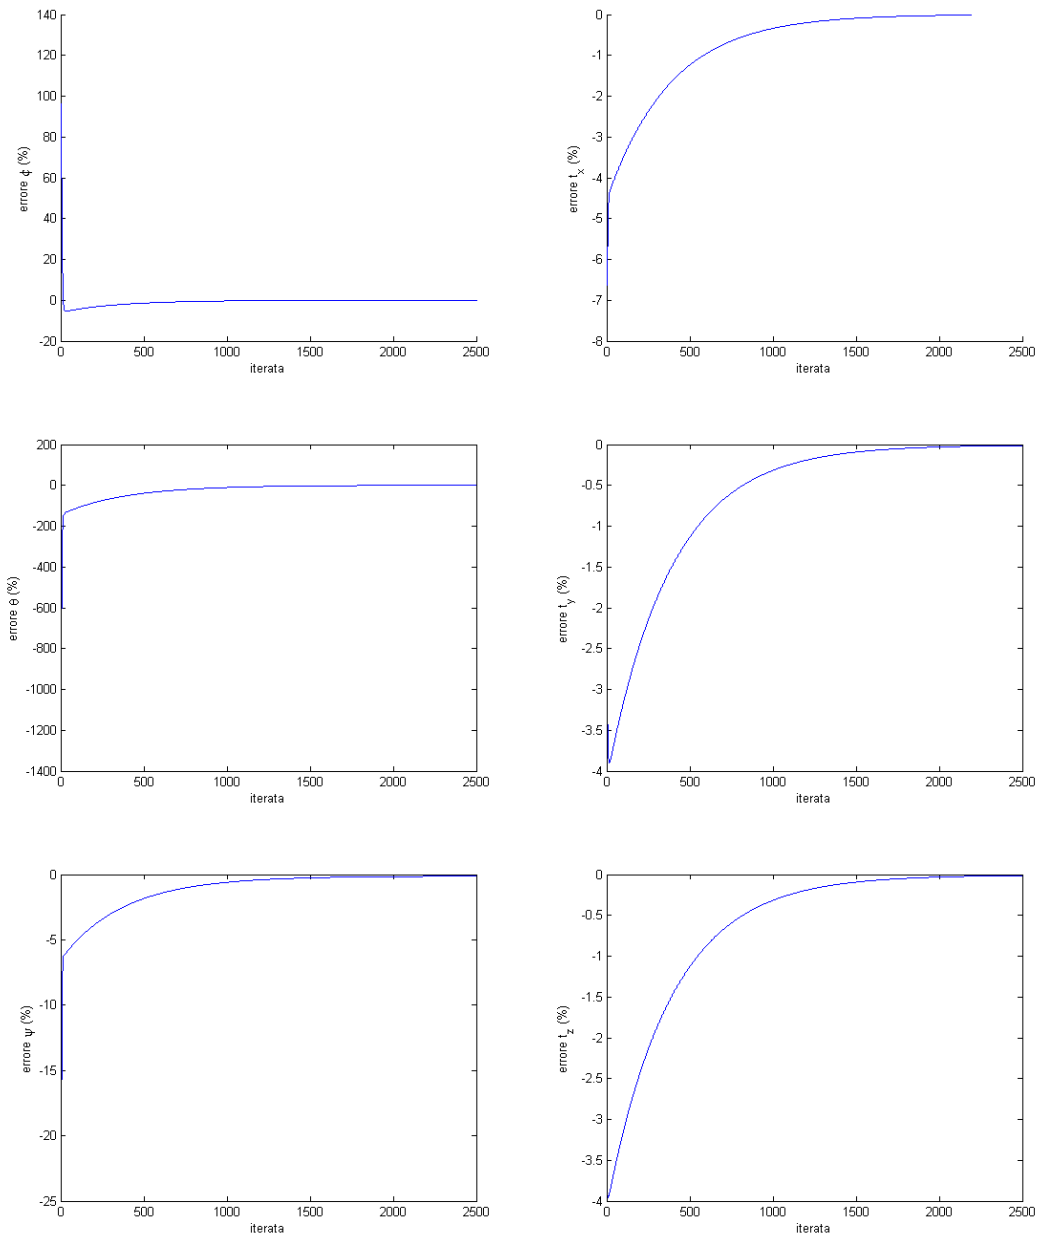 140
120
100
80
60
40
20
0
-20
errore ϕ (%)
0 500 1000 1500 2000 2500
iterata
0
-1
-2
-3
-4
-5
-6
-7
-8
errore t_x (%)
0 500 1000 1500 2000 2500
iterata
200
0
-200
-400
-600
-800
-1000
-1200
-1400
errore θ (%)
0 500 1000 1500 2000 2500
iterata
0
-0.5
-1
-1.5
-2
-2.5
-3
-3.5
-4
errore t_y (%)
0 500 1000 1500 2000 2500
iterata
0
-5
-10
-15
-20
-25
errore ψ (%)
0 500 1000 1500 2000 2500
iterata
0
-0.5
-1
-1.5
-2
-2.5
-3
-3.5
-4
errore t_z (%)
0 500 1000 1500 2000 2500
iterata